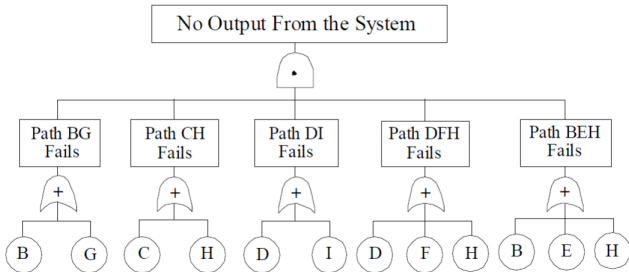 No Output From the System
Path BG
Fails
Path CH
Fails
Path DI
Fails
Path DFH
Fails
Path BEH
Fails
+ + + + +
B G C H D I D F H B E H